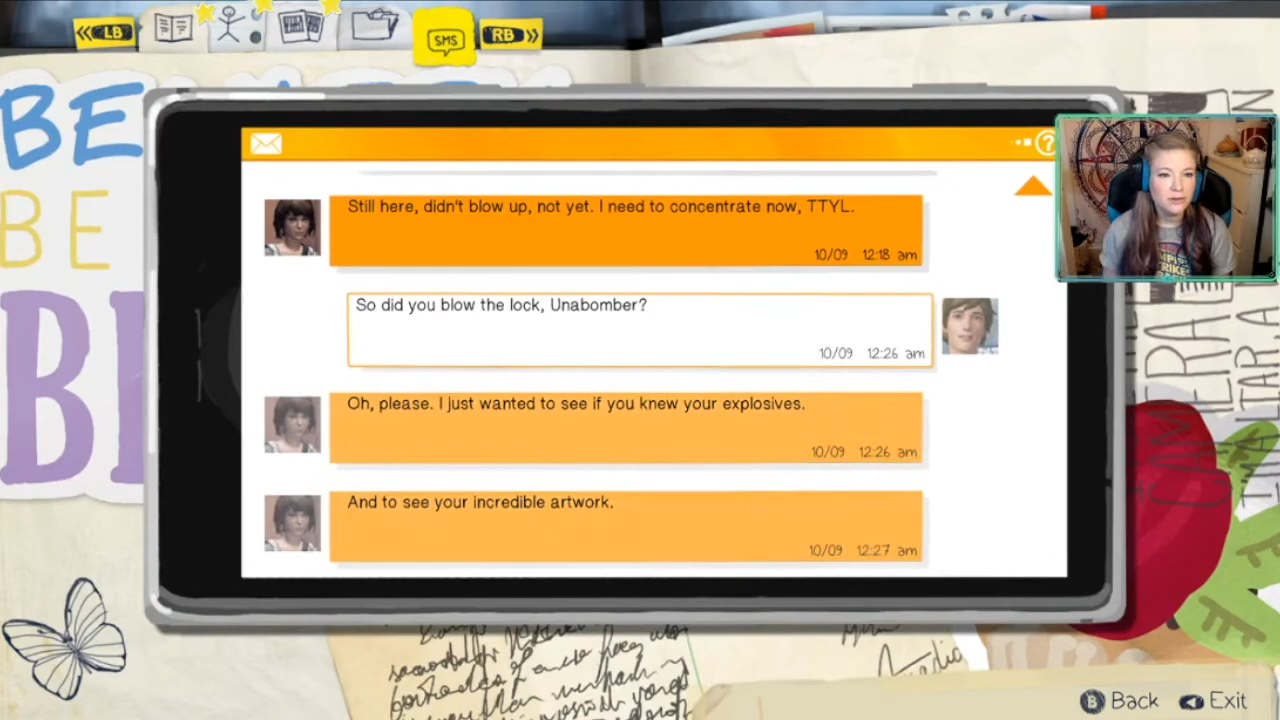 LB
SMS
RB
BE
Still here, didn't blow up, not yet. I need to concentrate now, TTYL.
10/09 12:18 am
So did you blow the lock, Unabomber?
10/09 12:26 am
Oh, please. I just wanted to see if you knew your explosives.
10/09 12:26 am
And to see your incredible artwork.
10/09 12:27 am
BE
CAMERA
B Back
Exit